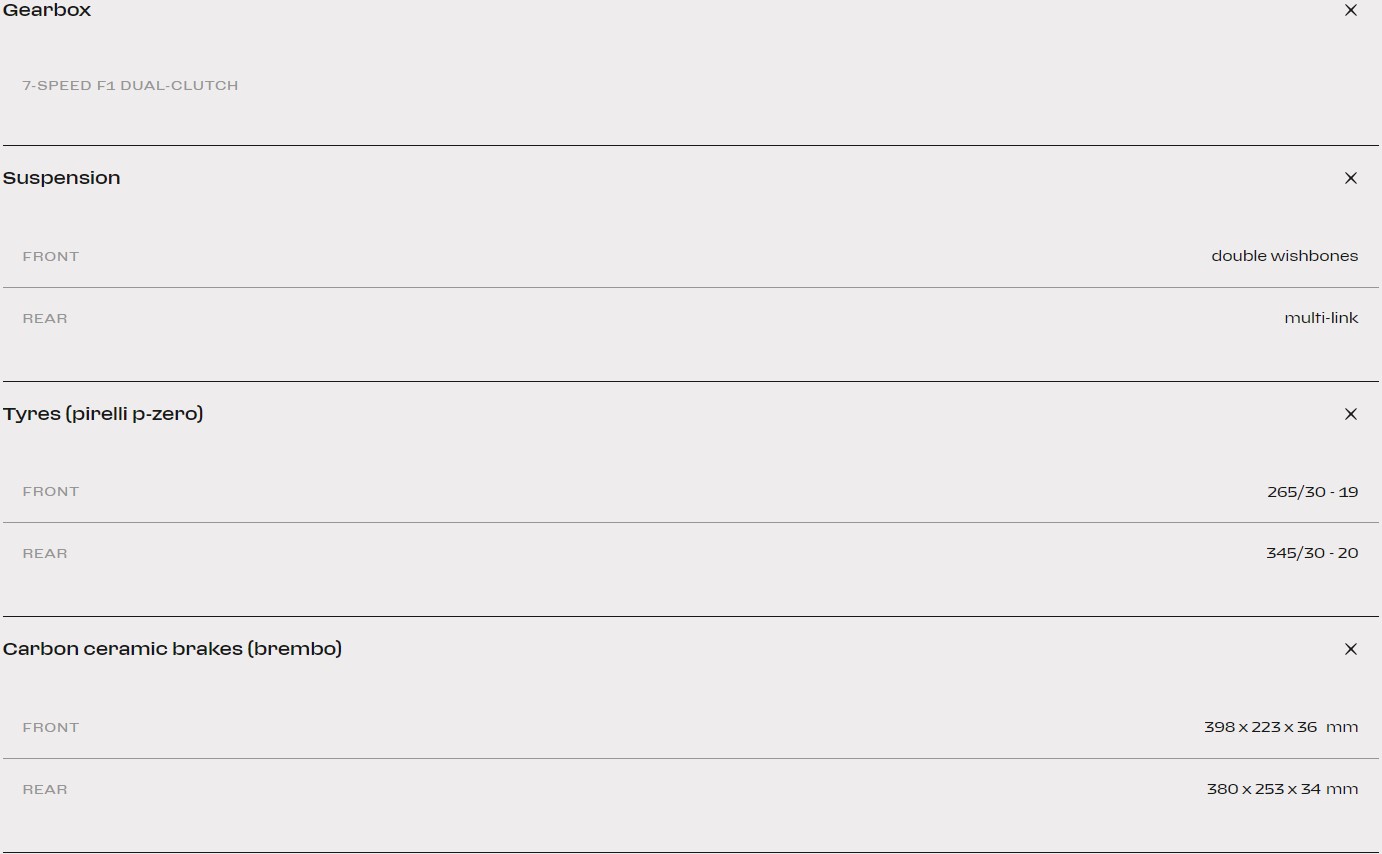 Gearbox
7-SPEED F1 DUAL-CLUTCH
Suspension
FRONT double wishbones
REAR multi-link
Tyres (pirelli p-zero)
FRONT 265/30 - 19
REAR 345/30 - 20
Carbon ceramic brakes (brembo)
FRONT 398 x 223 x 36 mm
REAR 380 x 253 x 34 mm